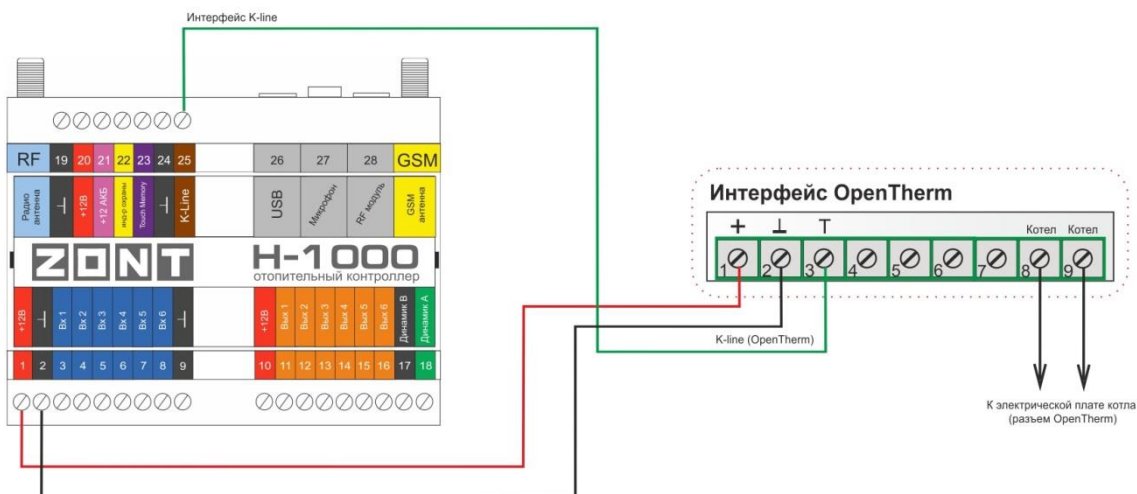 Интерфейс K-line
RF 19 20 21 22 23 24 25 26 27 28 GSM
Радио антенна
⊥
+12В
+12 АКБ
Touch Memory
⊥
K-Line
USB
Микрофон
RF модуль
GSM антенна
ZONT
H-1000
отопительный контроллер
+12В
⊥
Вх 1
Вх 2
Вх 3
Вх 4
Вх 5
Вх 6
⊥
+12В
Вых 1
Вых 2
Вых 3
Вых 4
Вых 5
Вых 6
Динамик B
Динамик A
1 2 3 4 5 6 7 8 9 10 11 12 13 14 15 16 17 18
Интерфейс OpenTherm
+ ⊥ T Котел Котел
1 2 3 4 5 6 7 8 9
K-line (OpenTherm)
К электрической плате котла
(разъем OpenTherm)